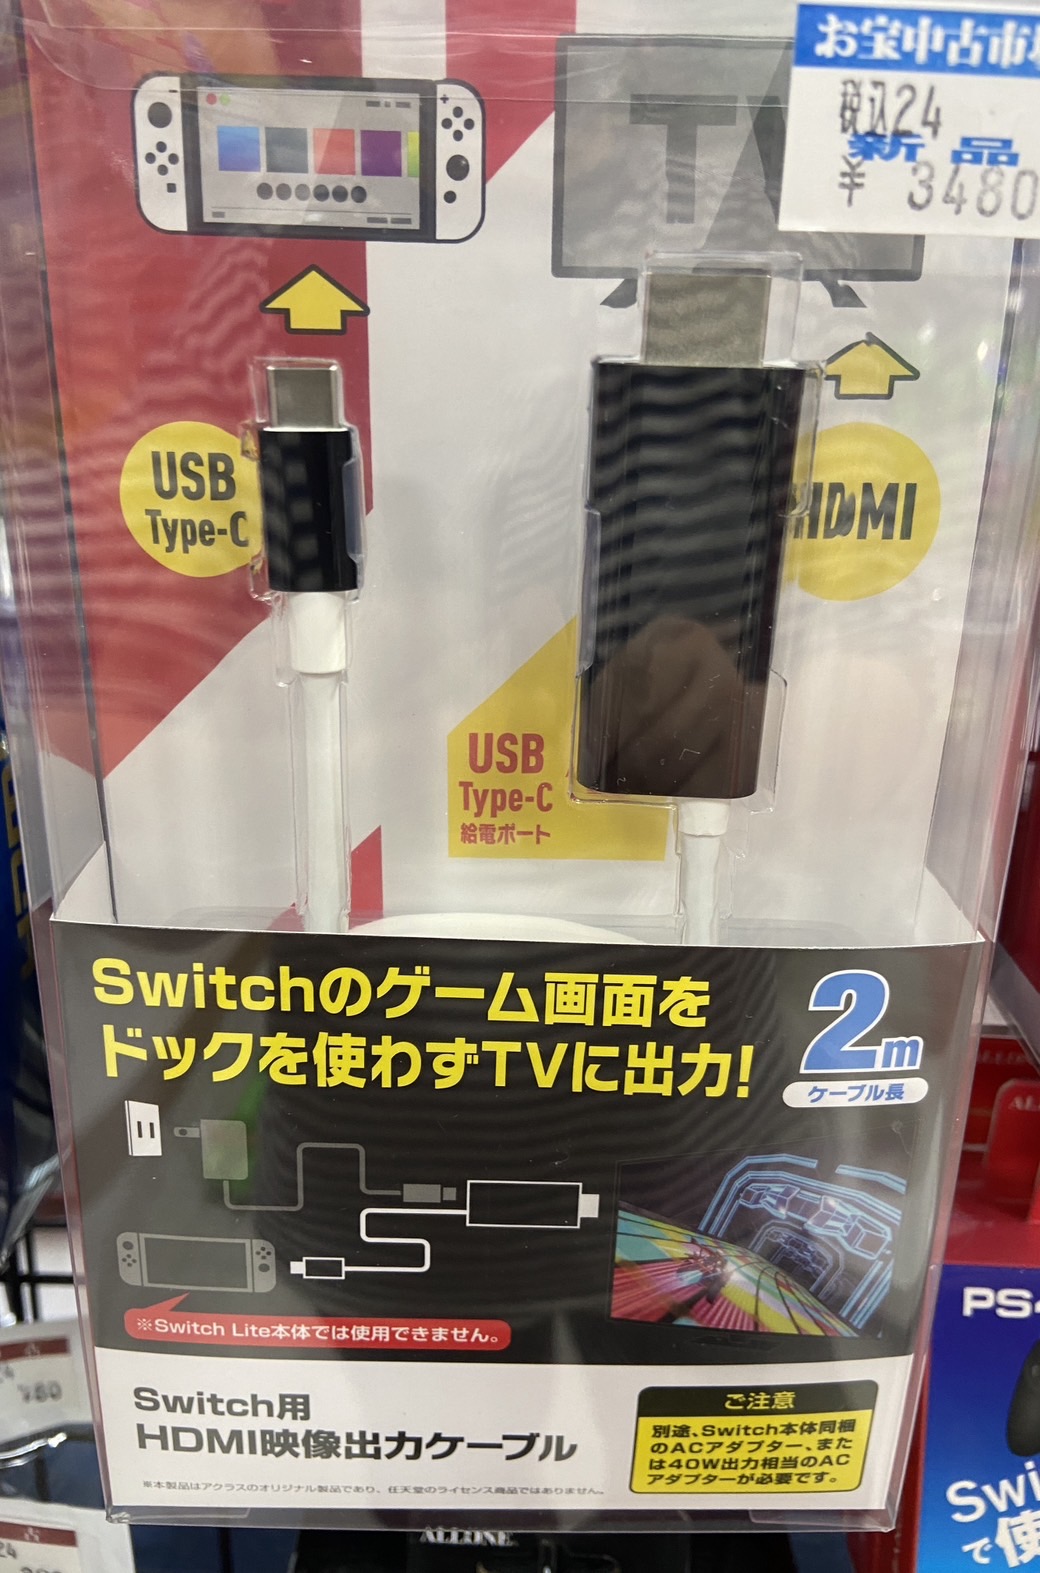 お宝中古市場
税込24
新品
¥ 3480
TV
USB
Type-C
HDMI
USB
Type-C
給電ポート
Switchのゲーム画面を
ドックを使わずTVに出力!
2m
ケーブル長
※Switch Lite本体では使用できません。
Switch用
HDMI映像出力ケーブル
※本製品はアクラスのオリジナル製品であり、任天堂のライセンス商品ではありません。
ご注意
別途、Switch本体同梱
のACアダプター、また
は40W出力相当のAC
アダプターが必要です。
ALLONE
PS4
Swi
で使